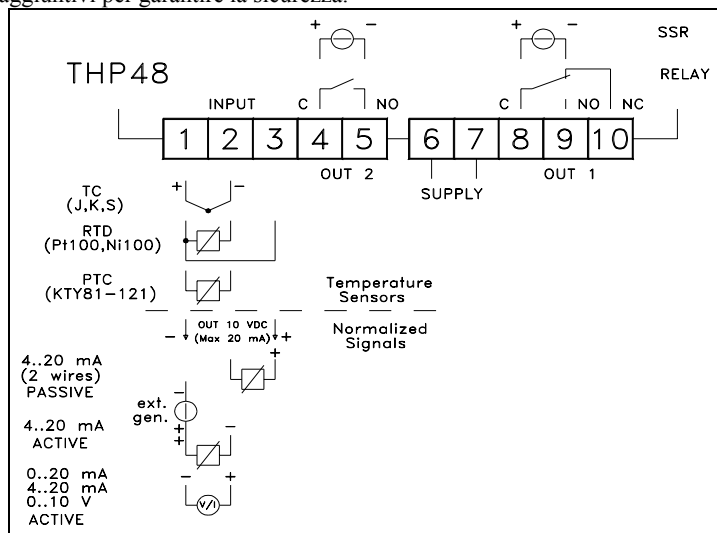 aggiuntivi per garantire la sicurezza.
+ - + - SSR
THP48 RELAY
INPUT C NO C NO NC
1 2 3 4 5 6 7 8 9 10
OUT 2 SUPPLY OUT 1
+ -
TC
(J,K,S)
RTD
(Pt100,Ni100)
PTC
(KTY81-121)
Temperature
Sensors
- OUT 10 VDC +
(Max 20 mA)
Normalized
Signals
+
4..20 mA
(2 wires)
PASSIVE
-
ext.
gen.
+
+ -
4..20 mA
ACTIVE
- +
0..20 mA
4..20 mA
0..10 V
ACTIVE
V/I